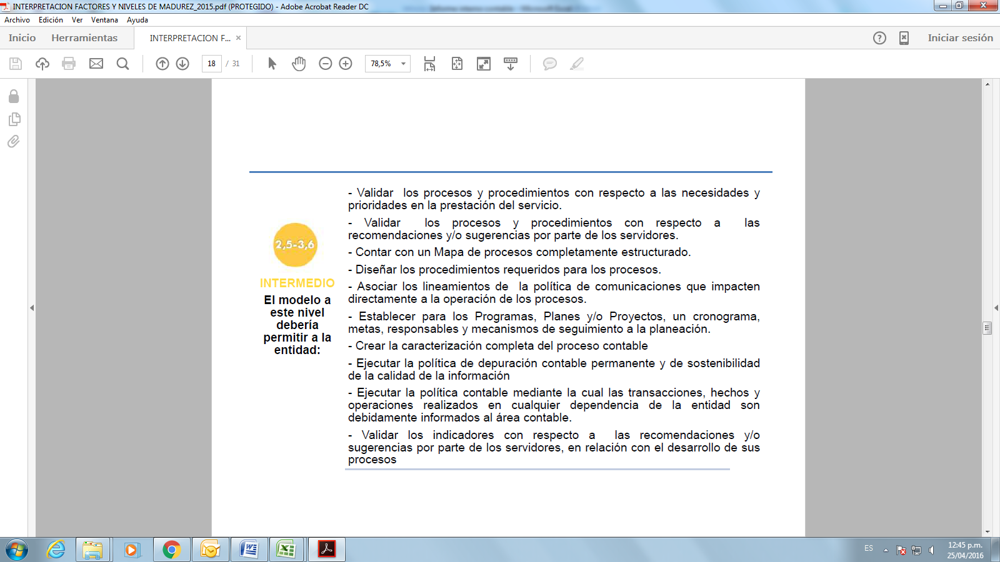 INTERPRETACION FACTORES Y NIVELES DE MADUREZ_2015.pdf (PROTEGIDO) - Adobe Acrobat Reader DC
Archivo Edición Ver Ventana Ayuda
Inicio Herramientas INTERPRETACION F... × Iniciar sesión
18 / 31 78,5%
- Validar los procesos y procedimientos con respecto a las necesidades y
prioridades en la prestación del servicio.
- Validar los procesos y procedimientos con respecto a las
recomendaciones y/o sugerencias por parte de los servidores.
- Contar con un Mapa de procesos completamente estructurado.
- Diseñar los procedimientos requeridos para los procesos.
- Asociar los lineamientos de la política de comunicaciones que impacten
directamente a la operación de los procesos.
- Establecer para los Programas, Planes y/o Proyectos, un cronograma,
metas, responsables y mecanismos de seguimiento a la planeación.
- Crear la caracterización completa del proceso contable
- Ejecutar la política de depuración contable permanente y de sostenibilidad
de la calidad de la información
- Ejecutar la política contable mediante la cual las transacciones, hechos y
operaciones realizados en cualquier dependencia de la entidad son
debidamente informados al área contable.
- Validar los indicadores con respecto a las recomendaciones y/o
sugerencias por parte de los servidores, en relación con el desarrollo de sus
procesos
2,5-3,6
INTERMEDIO
El modelo a
este nivel
debería
permitir a la
entidad:
ES
12:45 p.m.
25/04/2016